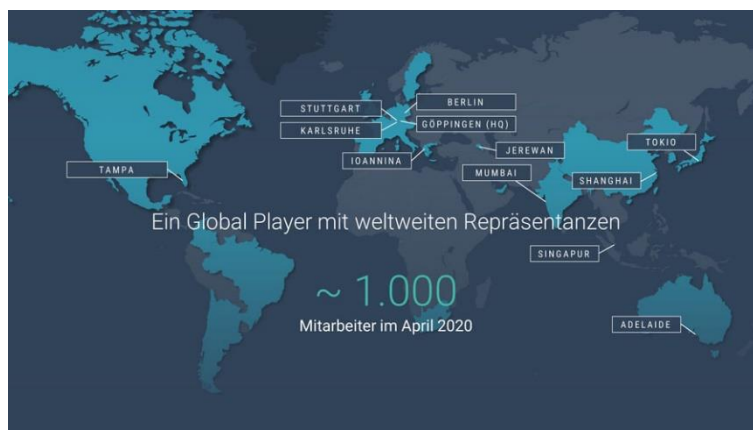 STUTTGART
BERLIN
KARLSRUHE
GÖPPINGEN (HQ)
IOANNINA
JEREWAN
TOKIO
TAMPA
MUMBAI
SHANGHAI
Ein Global Player mit weltweiten Repräsentanzen
SINGAPUR
~ 1.000
Mitarbeiter im April 2020
ADELAIDE